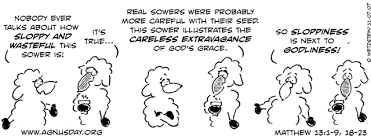 NOBODY EVER
TALKS ABOUT HOW
SLOPPY AND
WASTEFUL THIS
SOWER IS!
IT'S
TRUE...
REAL SOWERS WERE PROBABLY
MORE CAREFUL WITH THEIR SEED.
THIS SOWER ILLUSTRATES THE
CARELESS EXTRAVAGANCE
OF GOD'S GRACE.
SO SLOPPINESS
IS NEXT TO
GODLINESS!
WWW.AGNUSDAY.ORG
MATTHEW 13:1-9, 18-23